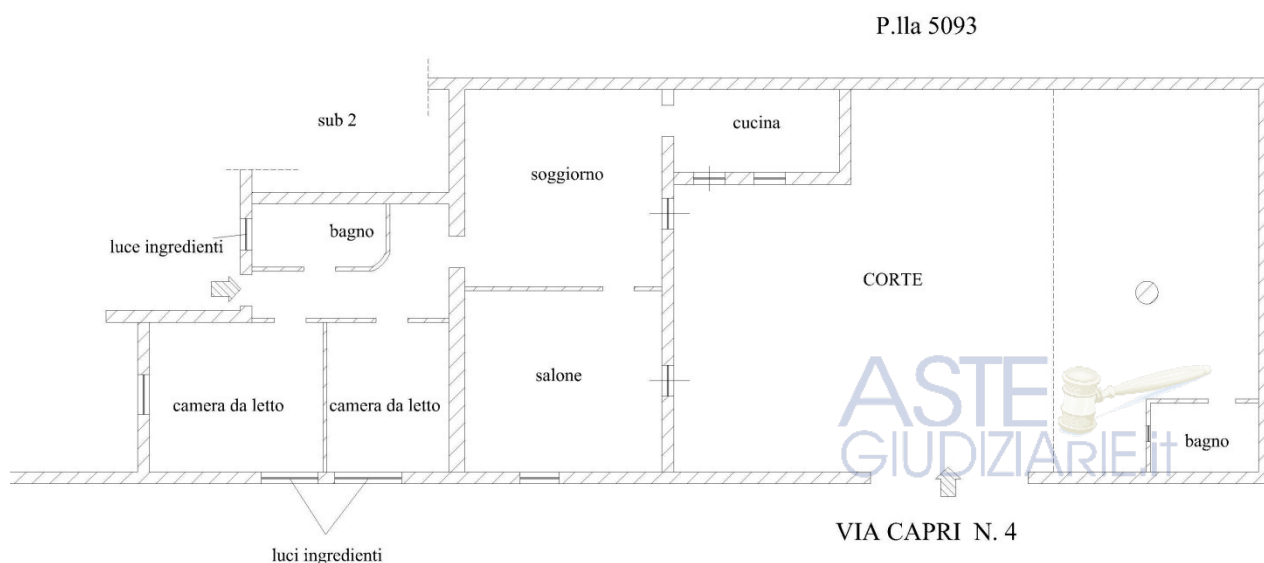 P.lla 5093
sub 2
cucina
soggiorno
bagno
luce ingredienti
CORTE
salone
camera da letto
camera da letto
ASTE
GIUDIZIARIE.it
bagno
VIA CAPRI N. 4
luci ingredienti